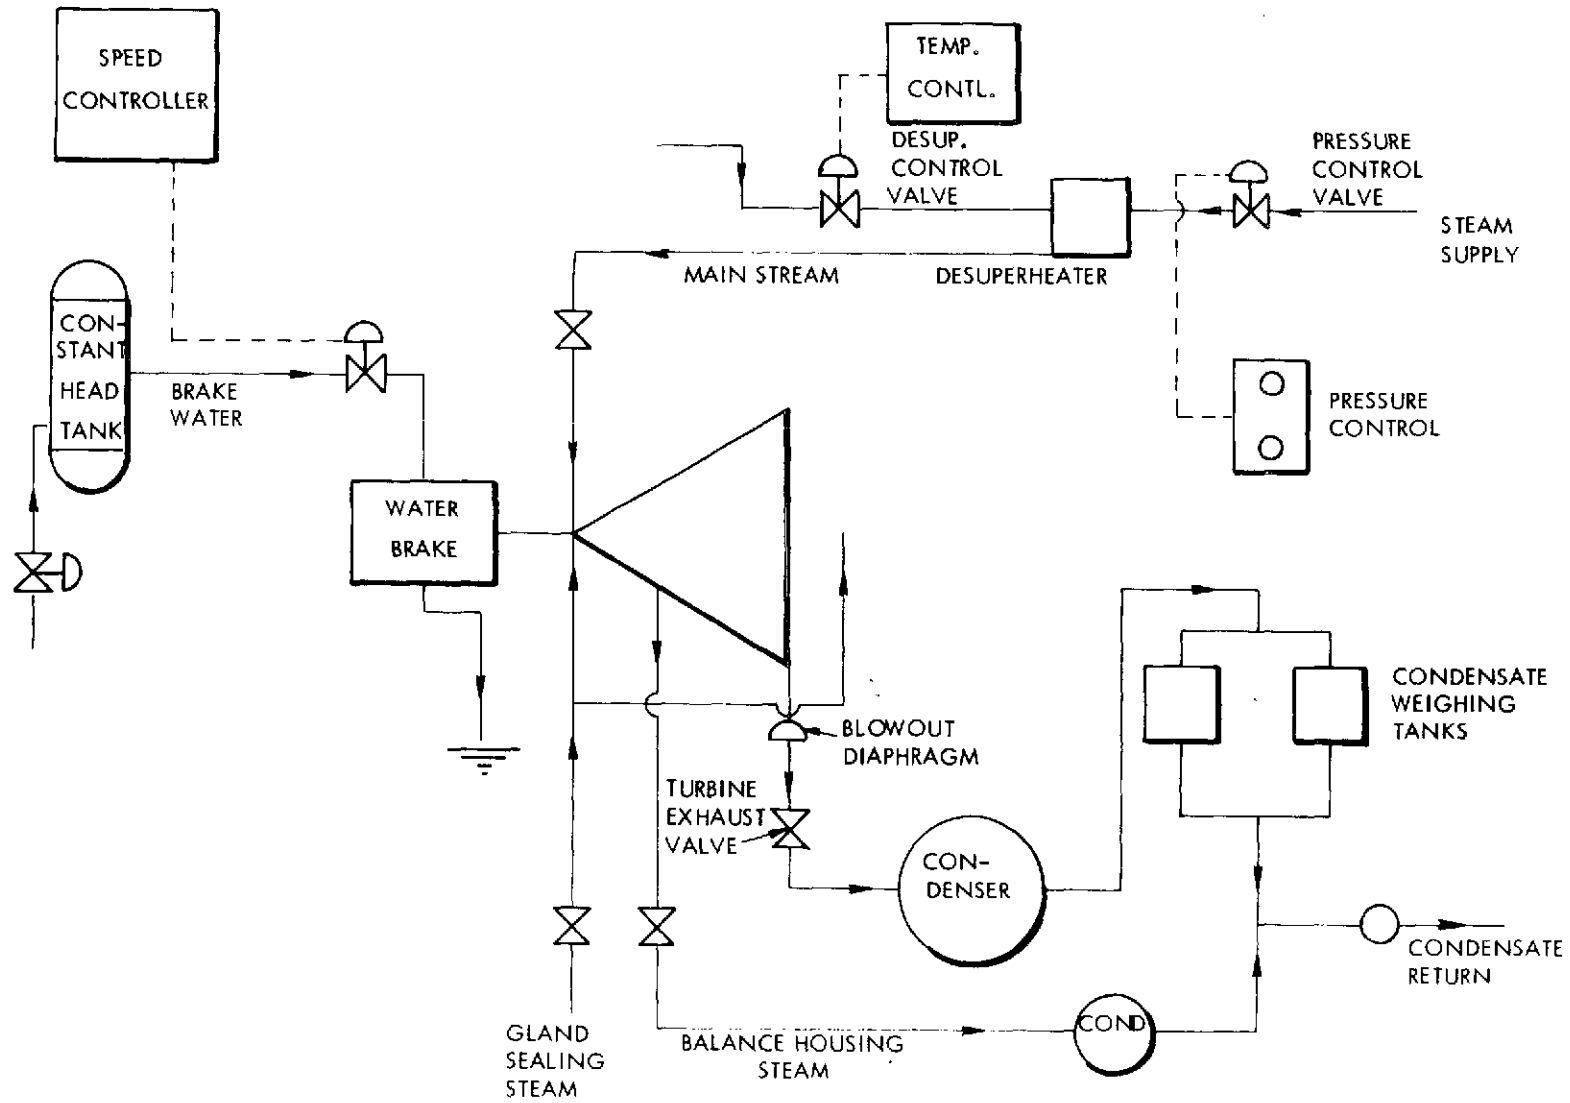 SPEED
CONTROLLER
TEMP.
CONTL.
DESUP.
CONTROL
VALVE
PRESSURE
CONTROL
VALVE
STEAM
SUPPLY
MAIN STREAM
DESUPERHEATER
CON-
STANT
HEAD
TANK
BRAKE
WATER
PRESSURE
CONTROL
WATER
BRAKE
CONDENSATE
WEIGHING
TANKS
BLOWOUT
DIAPHRAGM
TURBINE
EXHAUST
VALVE
CON-
DENSER
CONDENSATE
RETURN
COND
GLAND
SEALING
STEAM
BALANCE HOUSING
STEAM